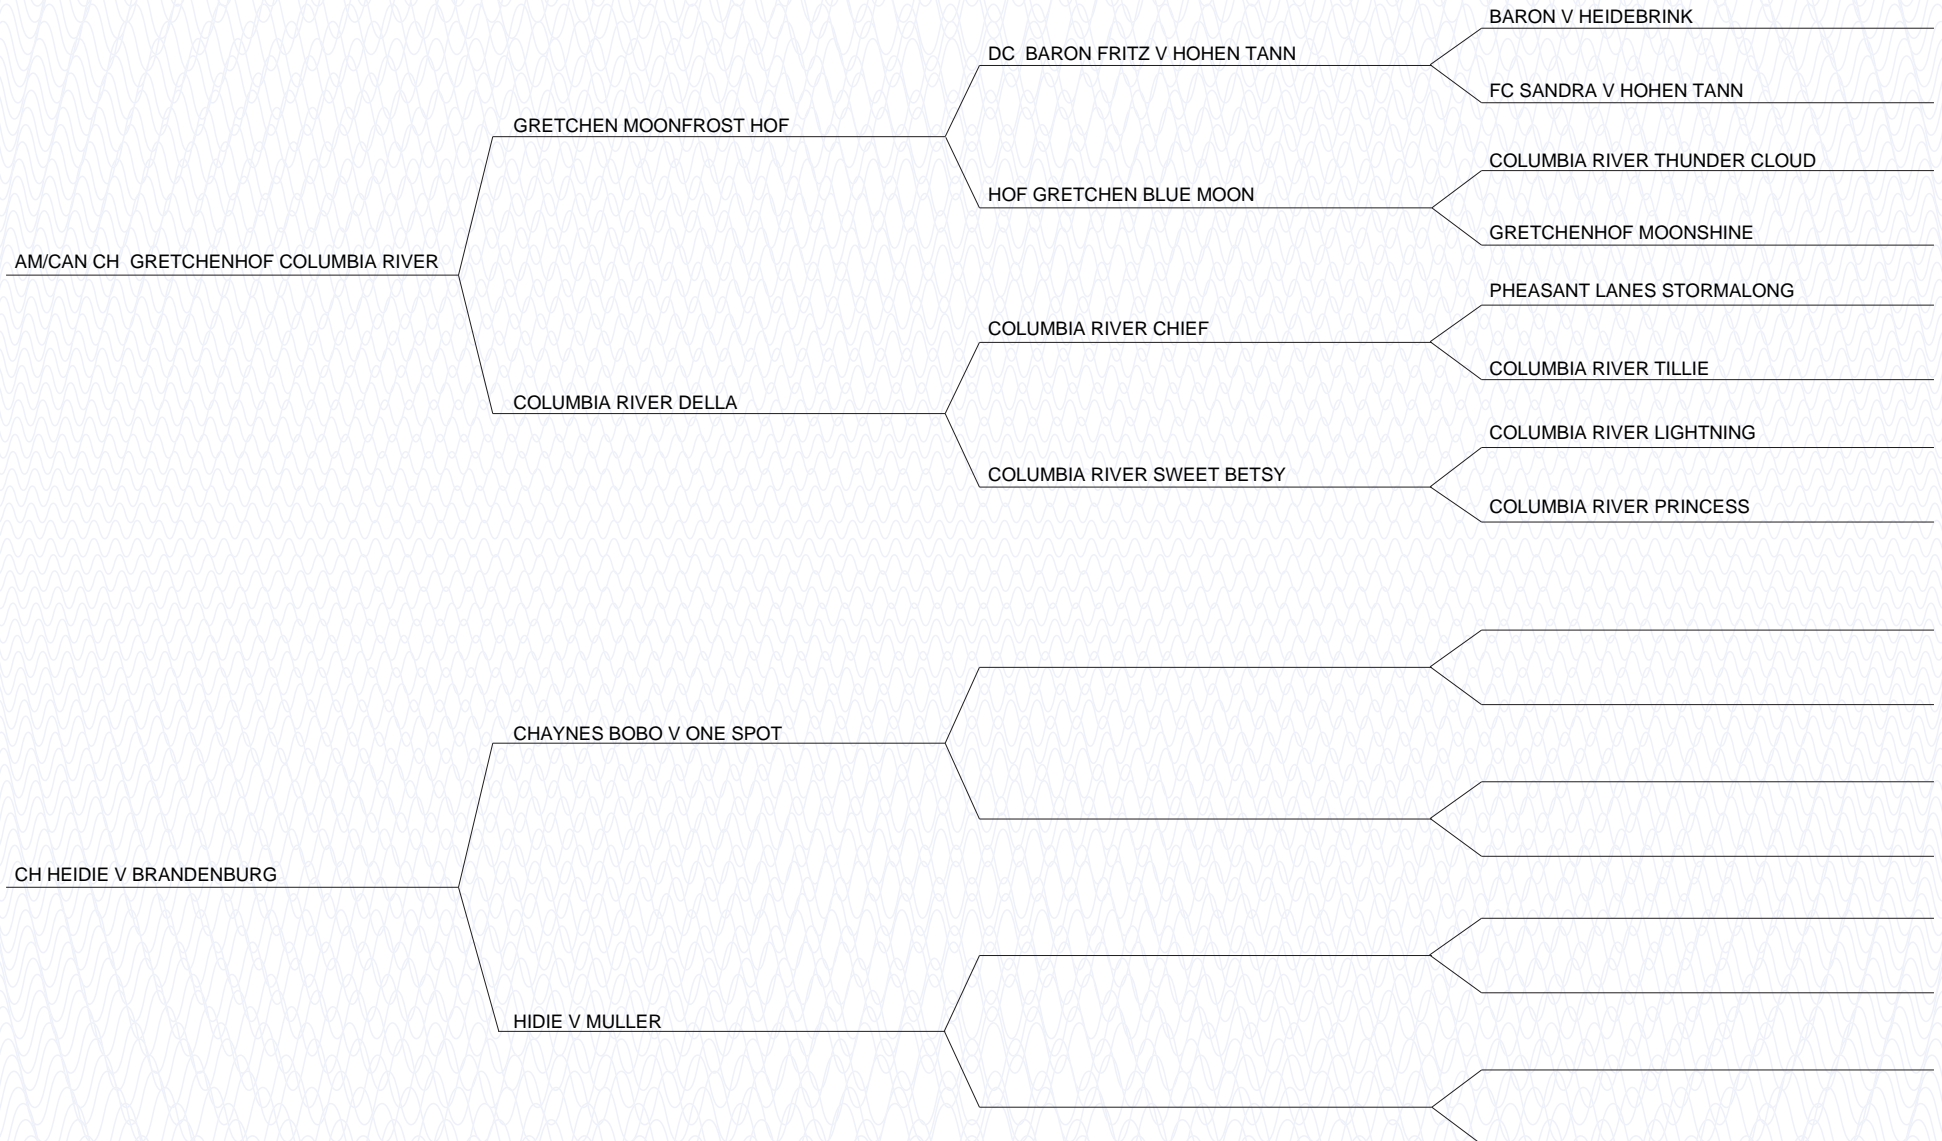 BARON V HEIDEBRINK
DC  BARON FRITZ V HOHEN TANN
FC SANDRA V HOHEN TANN
GRETCHEN MOONFROST HOF
COLUMBIA RIVER THUNDER CLOUD
HOF GRETCHEN BLUE MOON
GRETCHENHOF MOONSHINE
AM/CAN CH  GRETCHENHOF COLUMBIA RIVER
PHEASANT LANES STORMALONG
COLUMBIA RIVER CHIEF
COLUMBIA RIVER TILLIE
COLUMBIA RIVER DELLA
COLUMBIA RIVER LIGHTNING
COLUMBIA RIVER SWEET BETSY
COLUMBIA RIVER PRINCESS
CHAYNES BOBO V ONE SPOT
CH HEIDIE V BRANDENBURG
HIDIE V MULLER